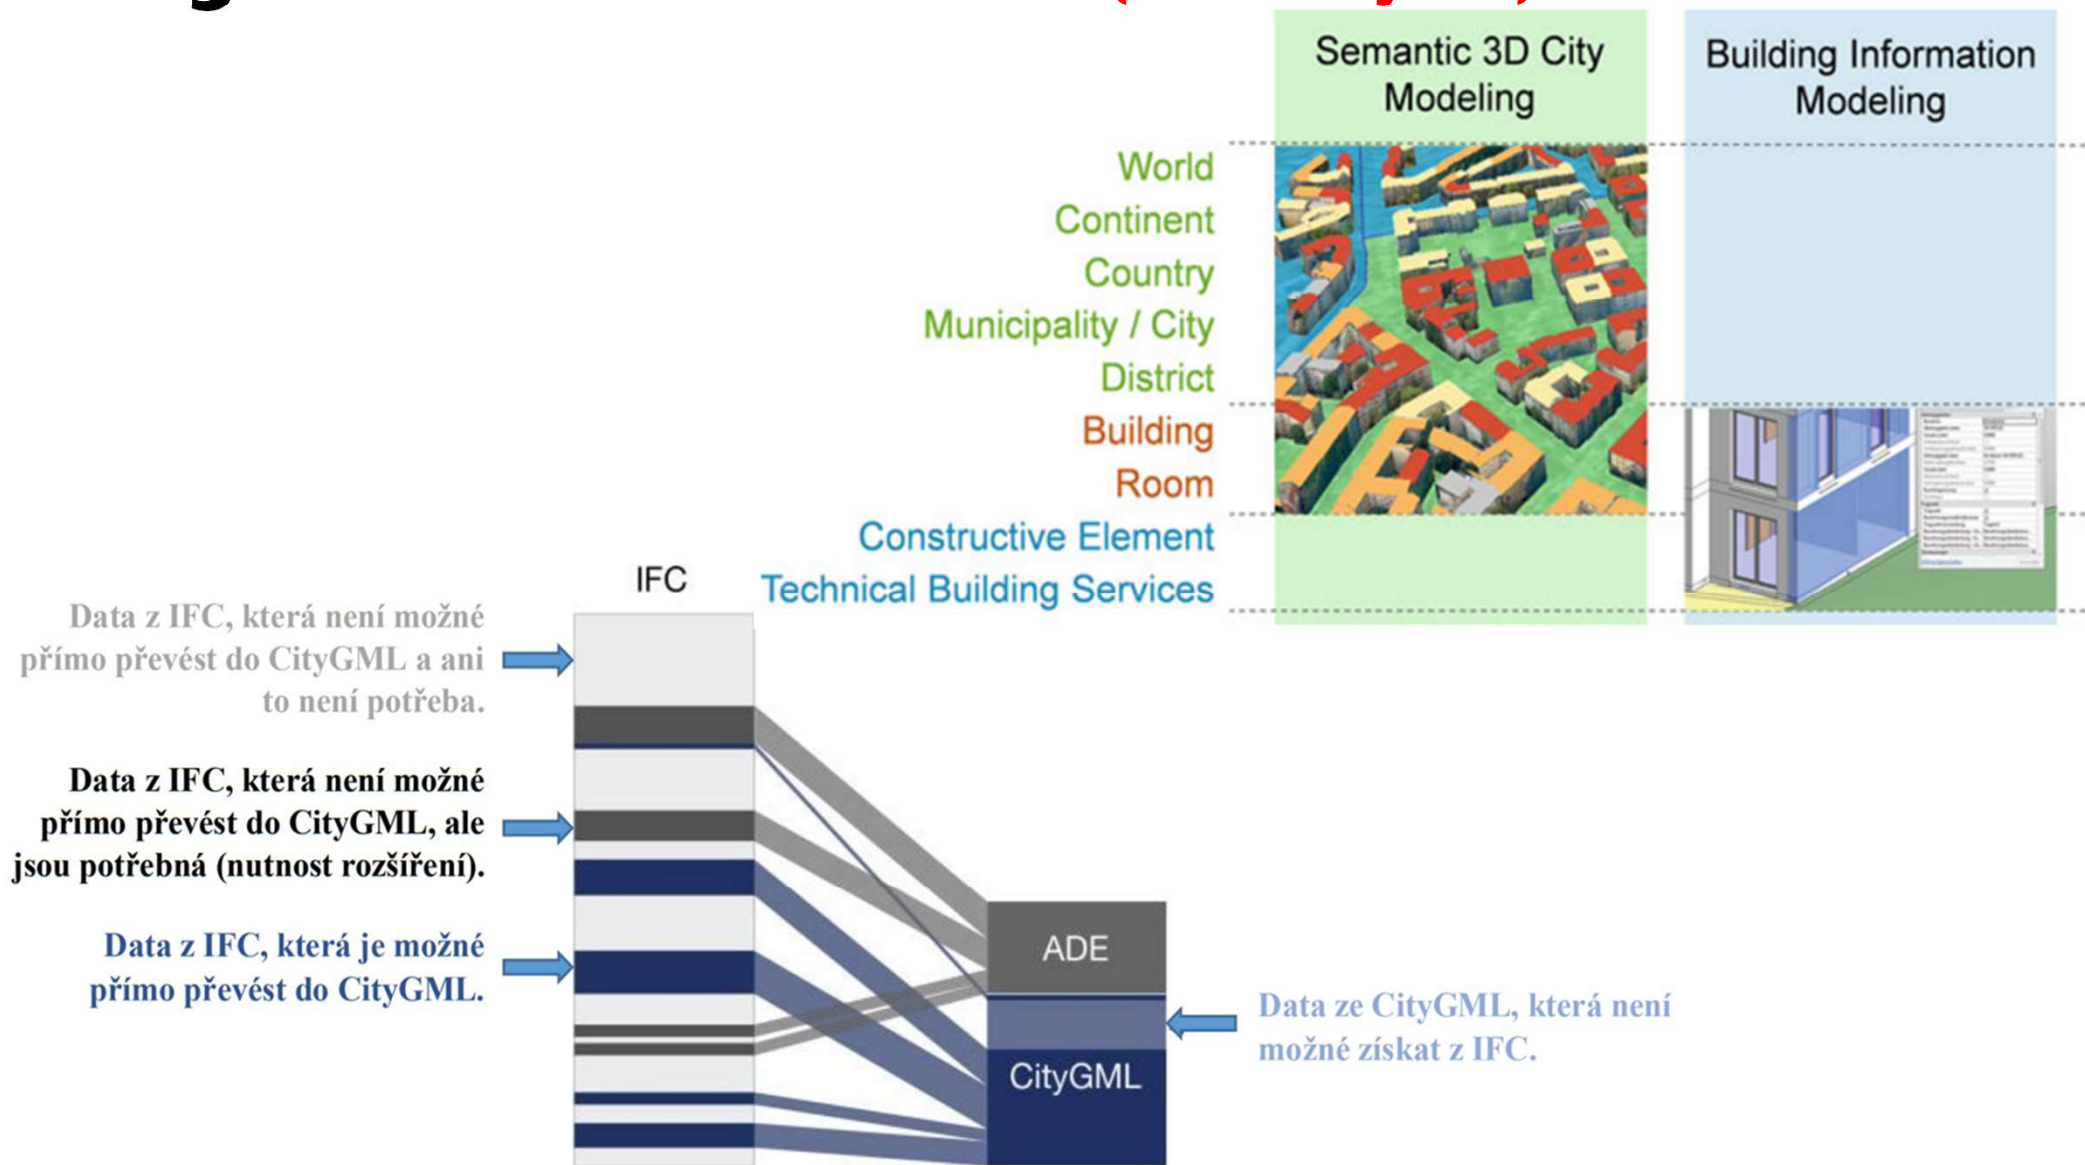 Semantic 3D City
Modeling
Building Information
Modeling
World
Continent
Country
Municipality / City
District
Building
Room
Constructive Element
Technical Building Services
IFC
Data z IFC, která není možné
přímo převést do CityGML a ani
to není potřeba.
Data z IFC, která není možné
přímo převést do CityGML, ale
jsou potřebná (nutnost rozšíření).
Data z IFC, která je možné
přímo převést do CityGML.
ADE
CityGML
Data ze CityGML, která není
možné získat z IFC.